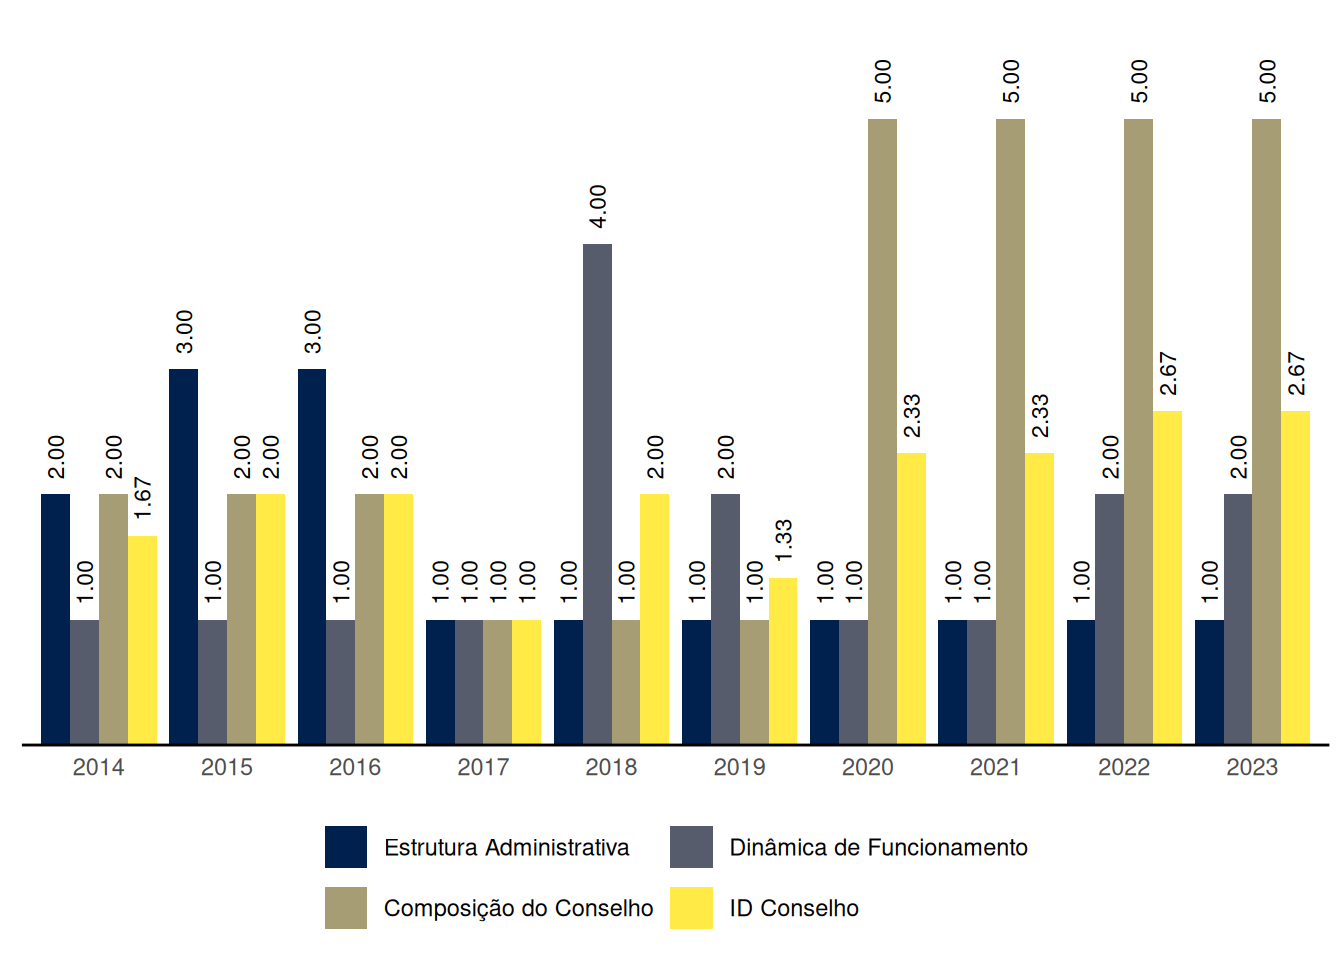 5.00 5.00 5.00 5.00
4.00
3.00 3.00
2.67 2.67
2.33 2.33
2.00 2.00 2.00 2.00 2.00 2.00 2.00 2.00 2.00 2.00
1.67
1.33
1.00 1.00 1.00 1.00 1.00 1.00 1.00 1.00 1.00 1.00 1.00 1.00 1.00 1.00 1.00 1.00 1.00
2014 2015 2016 2017 2018 2019 2020 2021 2022 2023
Estrutura Administrativa Dinâmica de Funcionamento
Composição do Conselho ID Conselho